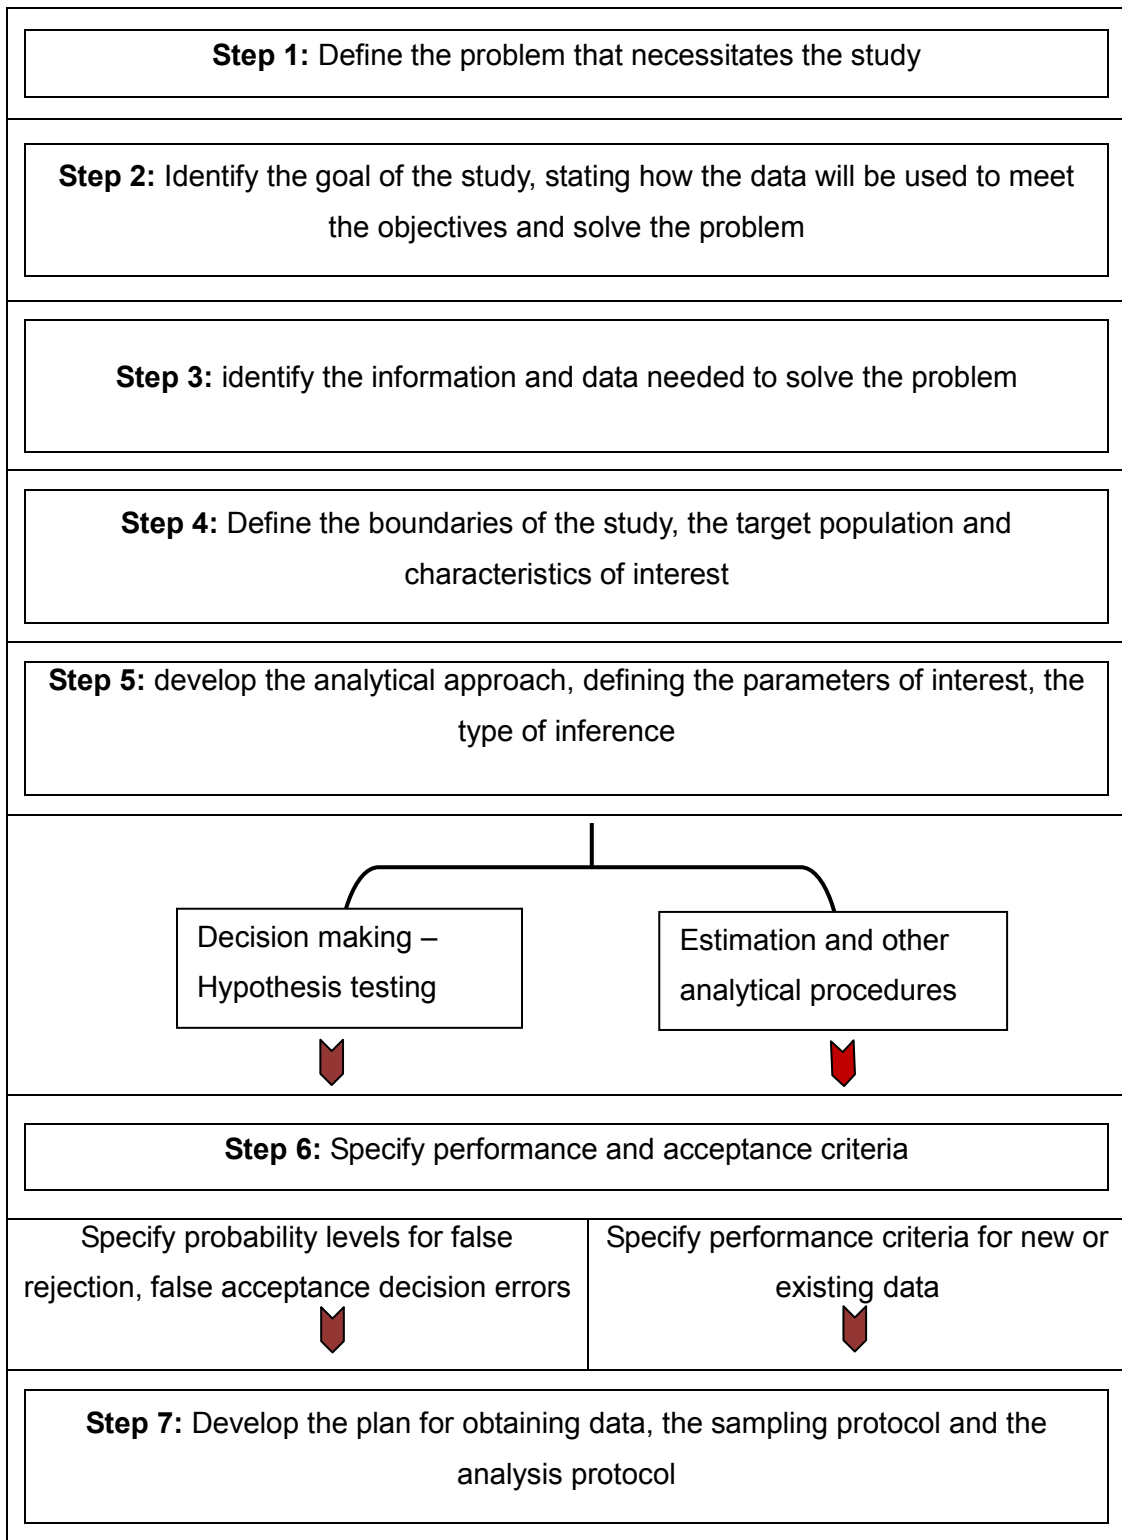 Step 1: Define the problem that necessitates the study
Step 2: Identify the goal of the study, stating how the data will be used to meet
the objectives and solve the problem
Step 3: identify the information and data needed to solve the problem
Step 4: Define the boundaries of the study, the target population and
characteristics of interest
Step 5: develop the analytical approach, defining the parameters of interest, the
type of inference
Decision making –
Hypothesis testing
Estimation and other
analytical procedures
Step 6: Specify performance and acceptance criteria
Specify probability levels for false
rejection, false acceptance decision errors
Specify performance criteria for new or
existing data
Step 7: Develop the plan for obtaining data, the sampling protocol and the
analysis protocol